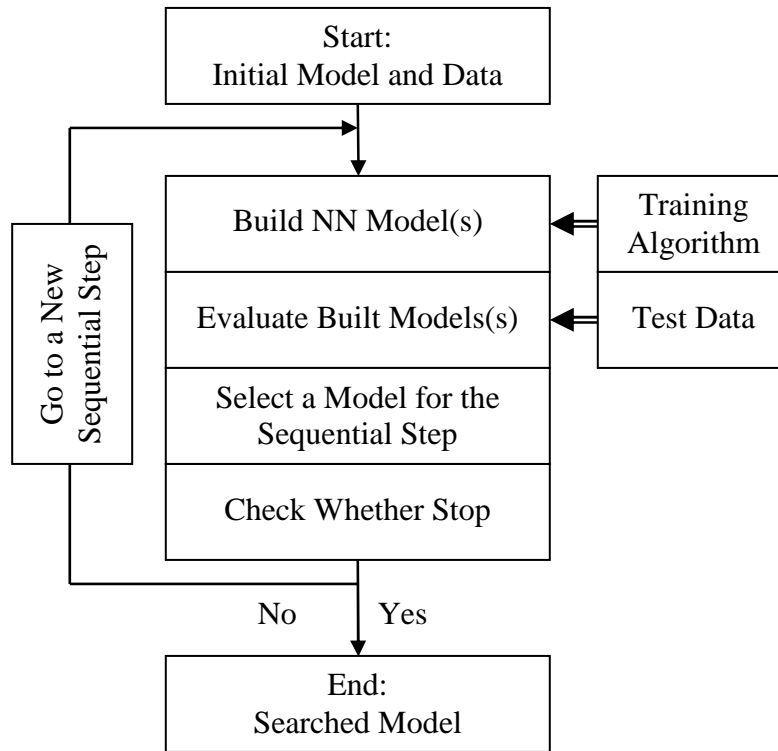 Start:
Initial Model and Data
Build NN Model(s)
Training
Algorithm
Evaluate Built Models(s)
Test Data
Select a Model for the
Sequential Step
Check Whether Stop
Go to a New
Sequential Step
No
Yes
End:
Searched Model